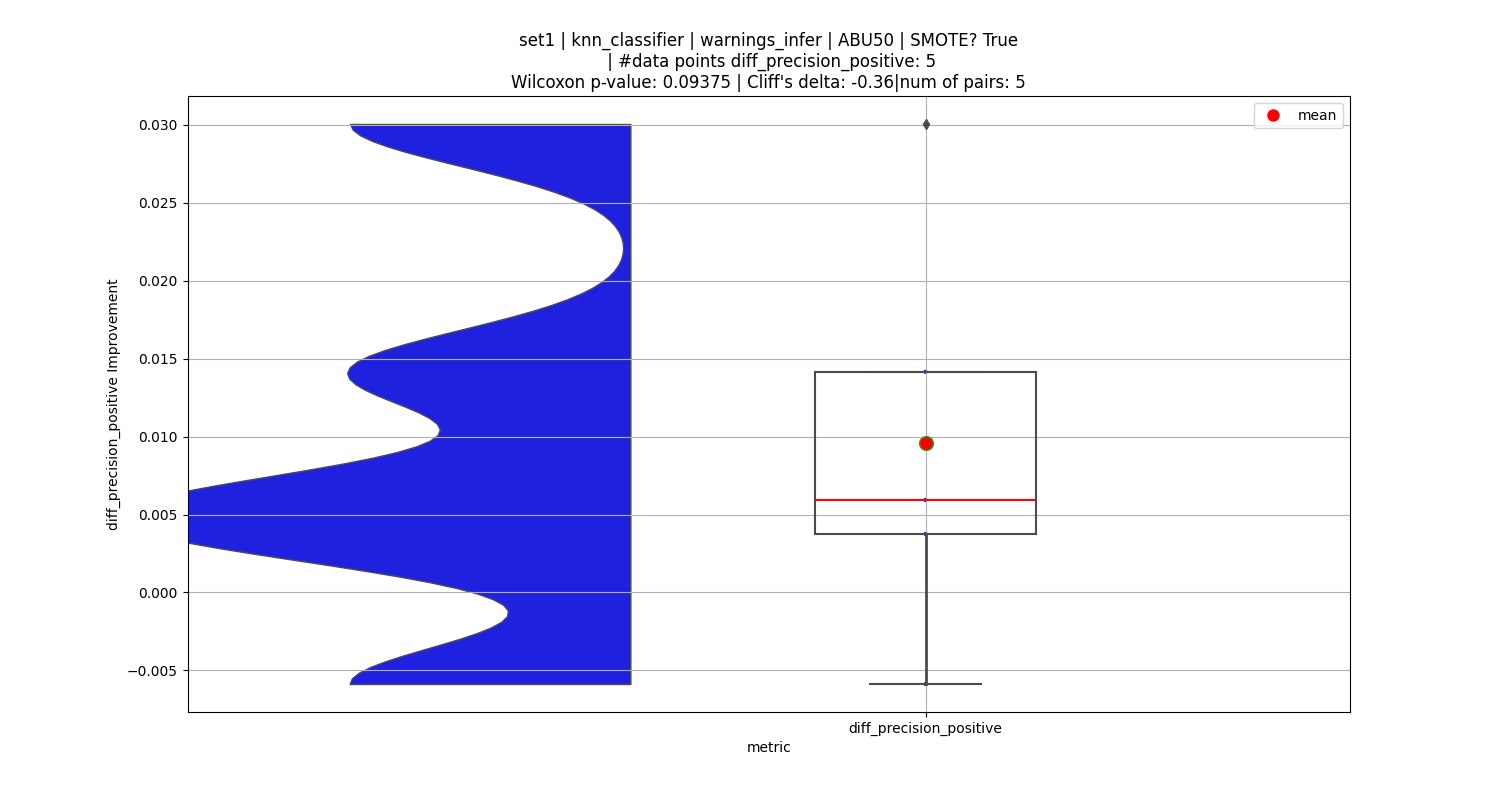 set1 | knn_classifier | warnings_infer | ABU50 | SMOTE? True
| #data points diff_precision_positive: 5
Wilcoxon p-value: 0.09375 | Cliff's delta: -0.36|num of pairs: 5
mean
0.030
0.025
0.020
0.015
0.010
0.005
0.000
−0.005
diff_precision_positive Improvement
diff_precision_positive
metric